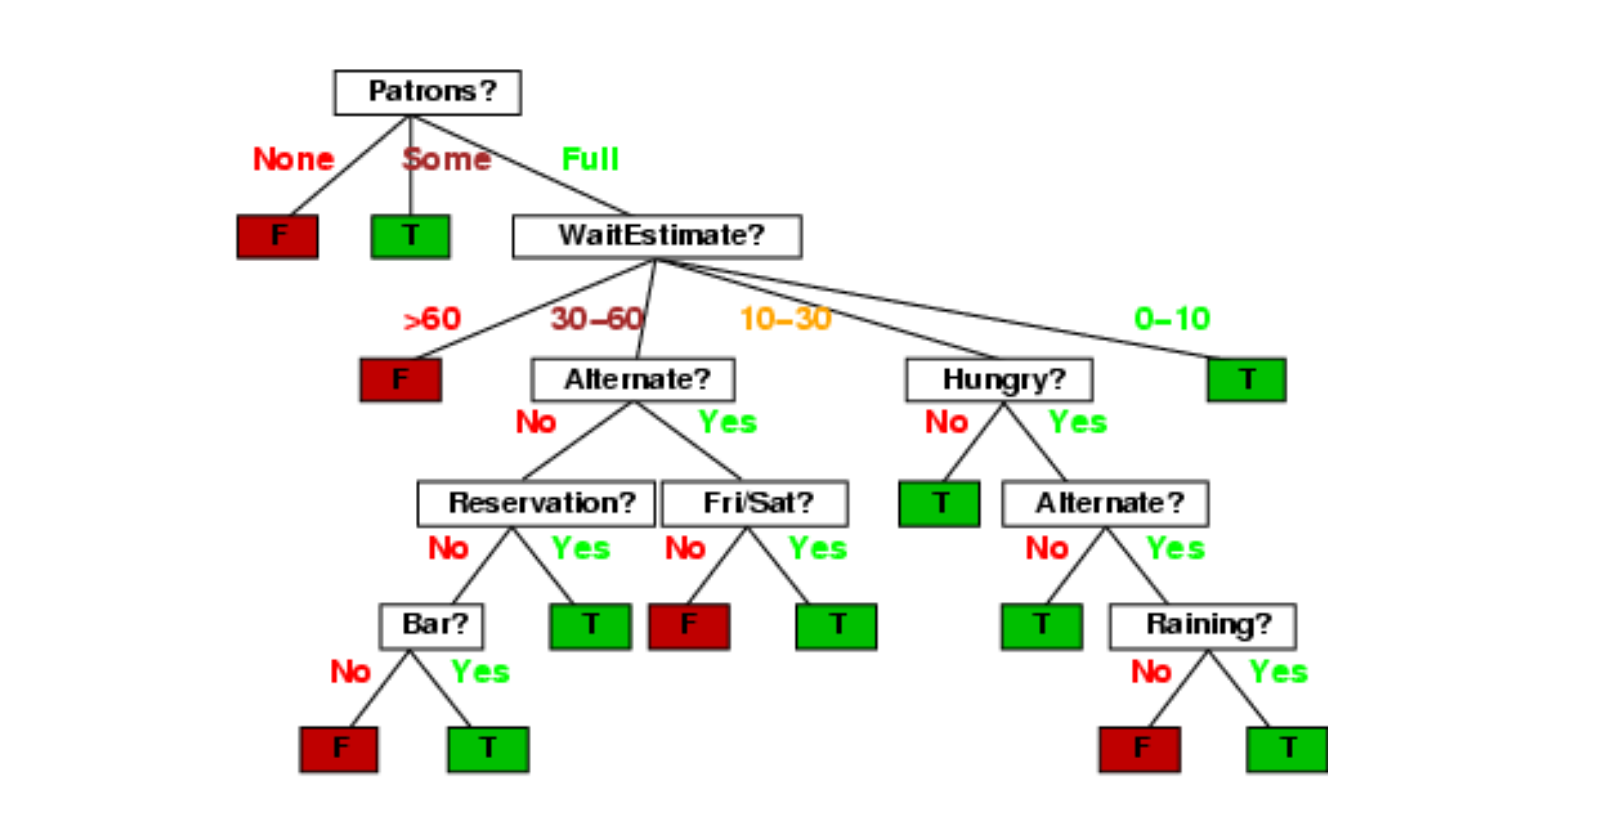 Patrons?
None Some Full
F T WaitEstimate?
>60 30–60 10–30 0–10
F Alternate? Hungry? T
No Yes No Yes
Reservation? Fri/Sat? T Alternate?
No Yes No Yes No Yes
Bar? T F T T Raining?
No Yes No Yes
F T F T